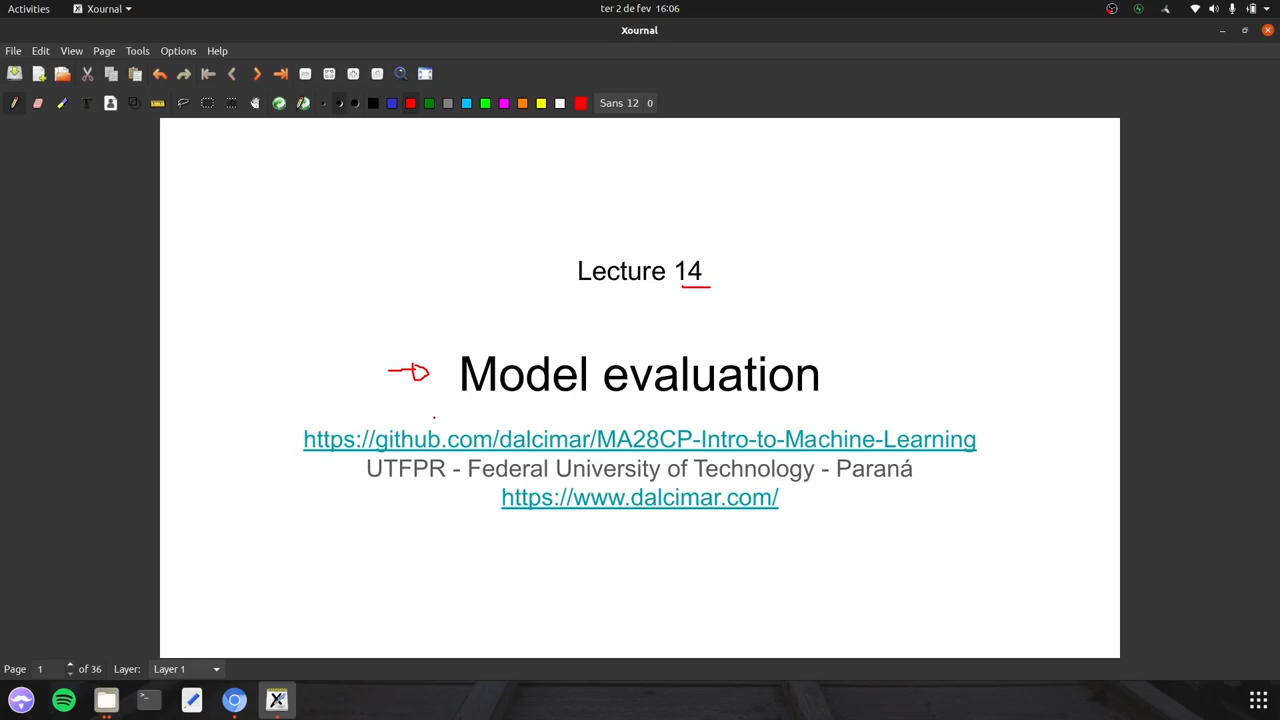 Activities Xournal ter 2 de fev 16:06
Xournal
File Edit View Page Tools Options Help
Sans 12 0
Lecture 14
Model evaluation
https://github.com/dalcimar/MA28CP-Intro-to-Machine-Learning
UTFPR - Federal University of Technology - Paraná
https://www.dalcimar.com/
Page 1 of 36 Layer: Layer 1